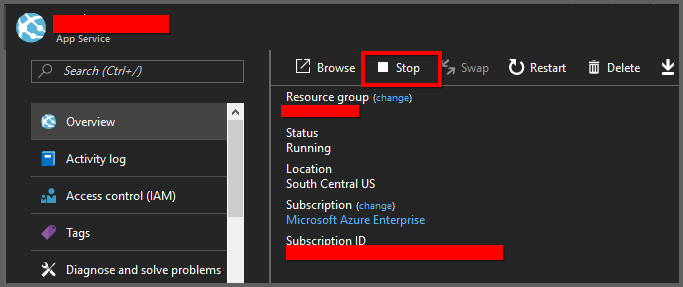 App Service
Search (Ctrl+/)
Overview
Activity log
Access control (IAM)
Tags
Diagnose and solve problems
Browse Stop Swap Restart Delete
Resource group (change)
Status
Running
Location
South Central US
Subscription (change)
Microsoft Azure Enterprise
Subscription ID